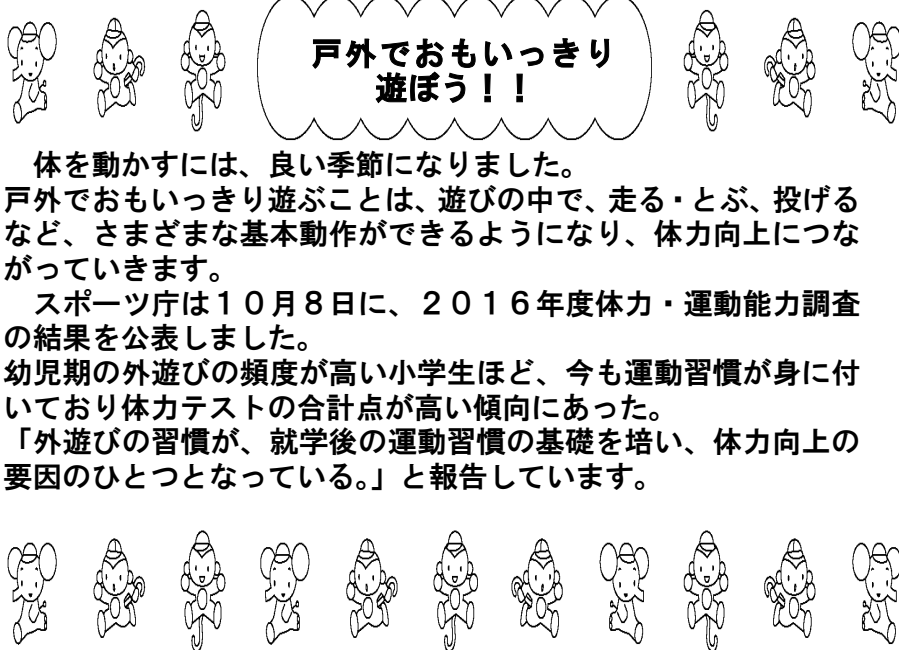 戸外でおもいっきり
遊ぼう！！
　体を動かすには、良い季節になりました。
戸外でおもいっきり遊ぶことは、遊びの中で、走る・とぶ、投げる
など、さまざまな基本動作ができるようになり、体力向上につな
がっていきます。
　スポーツ庁は１０月８日に、２０１６年度体力・運動能力調査
の結果を公表しました。
幼児期の外遊びの頻度が高い小学生ほど、今も運動習慣が身に付
いており体力テストの合計点が高い傾向にあった。
「外遊びの習慣が、就学後の運動習慣の基礎を培い、体力向上の
要因のひとつとなっている。」と報告しています。